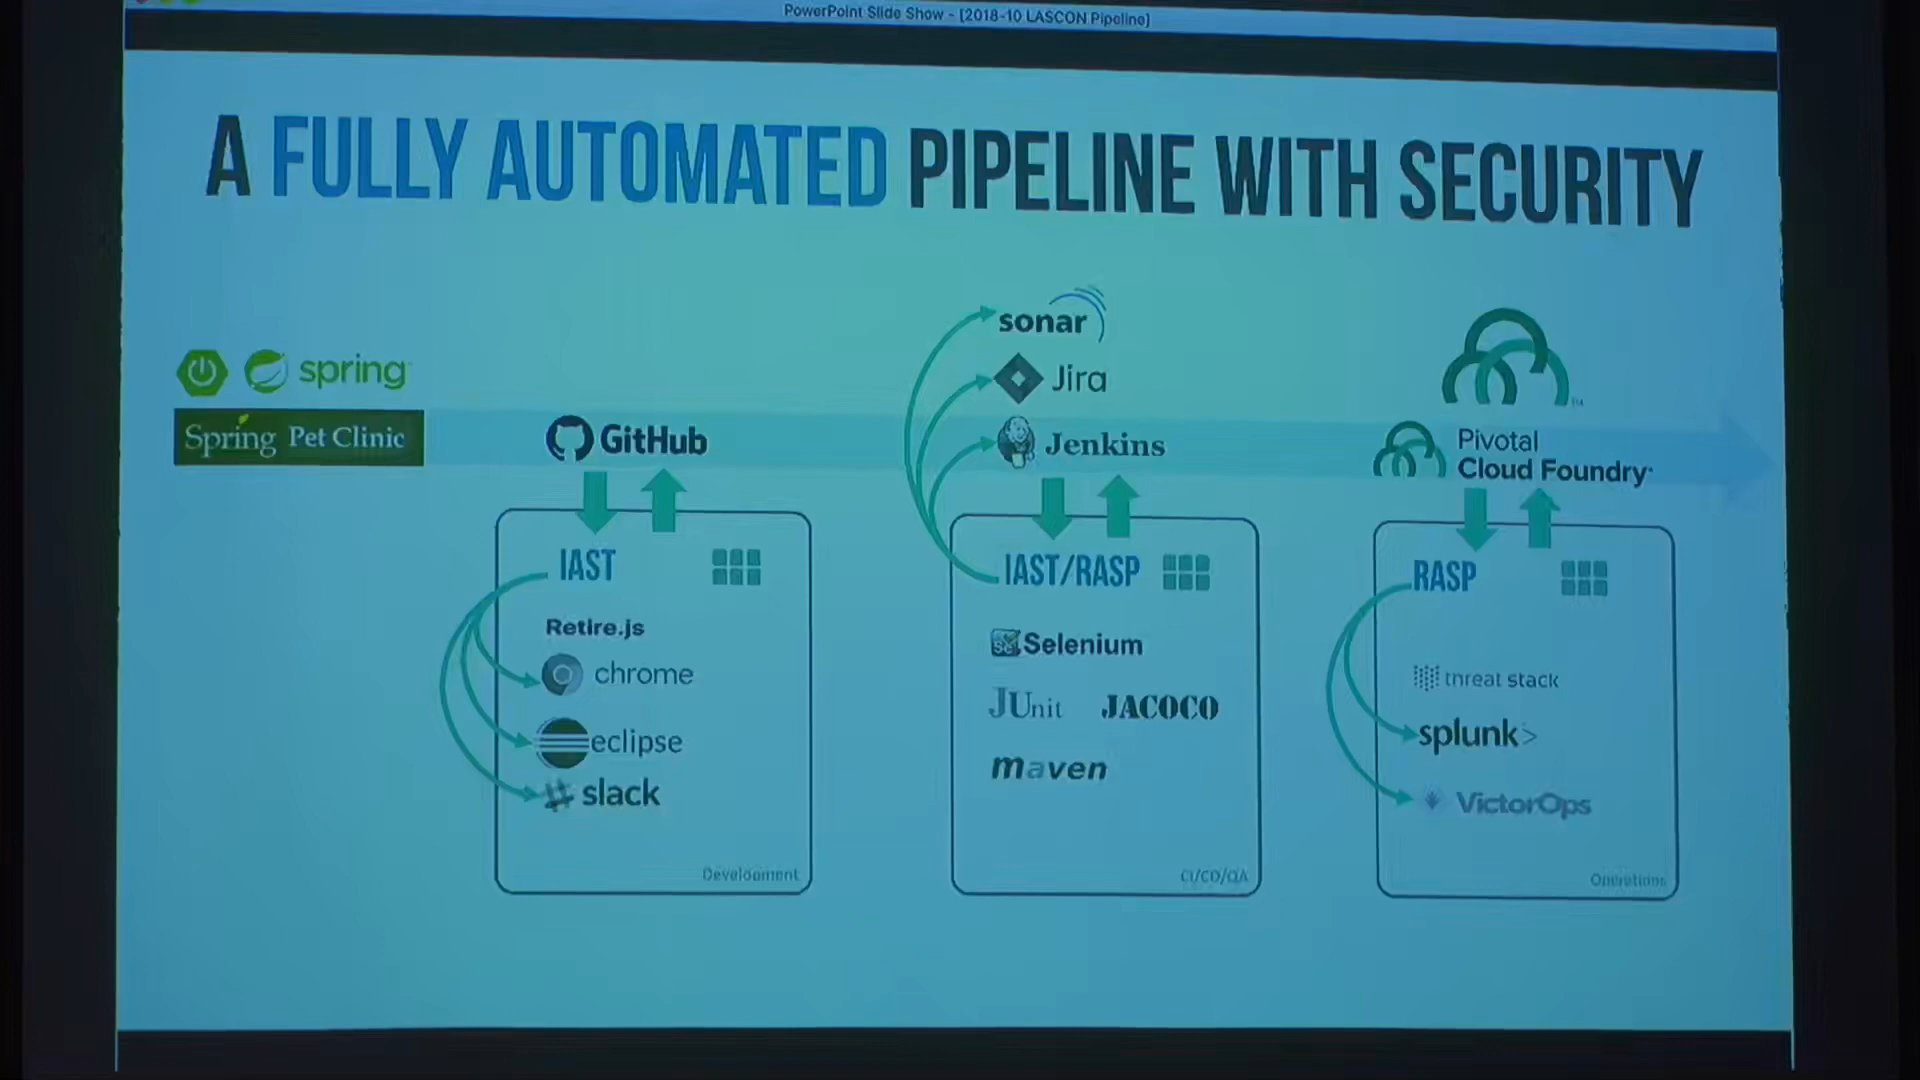 PowerPoint Slide Show - [2018-10 LASCON Pipeline]
A FULLY AUTOMATED PIPELINE WITH SECURITY
spring
Spring Pet Clinic
GitHub
IAST
Retire.js
chrome
eclipse
slack
Development
sonar
Jira
Jenkins
IAST/RASP
Se Selenium
JUnit JACOCO
maven
CI/CD/QA
TM
Pivotal
Cloud Foundry
RASP
threat stack
splunk>
VictorOps
Operations